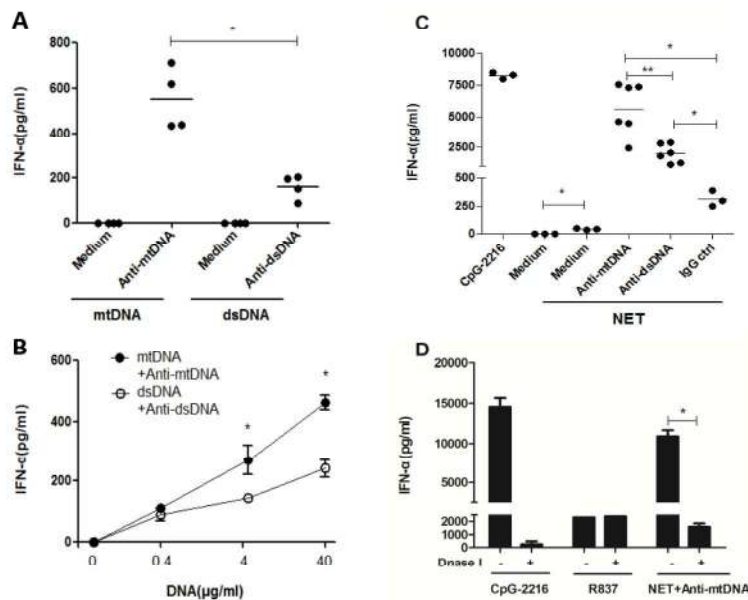 A
IFN-α(pg/ml)
800
600
400
200
0
Medium
Anti-mtDNA
Medium
Anti-dsDNA
mtDNA
dsDNA
B
IFN-α(pg/ml)
600
400
200
0
mtDNA
+Anti-mtDNA
dsDNA
+Anti-dsDNA
*
*
0
0.4
4
40
DNA(µg/ml)
C
IFN-α(pg/ml)
10000
7500
5000
2500
500
250
0
*
**
*
*
CpG-2216
Medium
Medium
Anti-mtDNA
Anti-dsDNA
IgG ctrl
NET
D
IFN-α(pg/ml)
20000
15000
10000
2000
1000
0
*
Dnase I
- + - + - +
CpG-2216
R837
NET+Anti-mtDNA